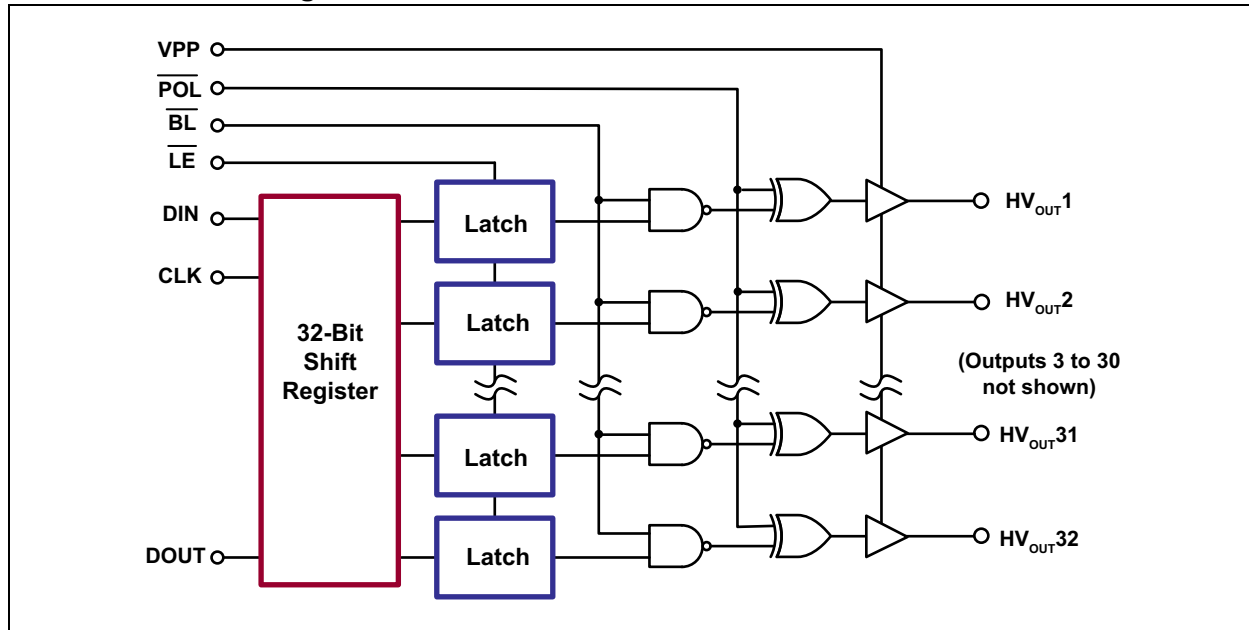 VPP
POL
BL
LE
DIN
CLK
DOUT
32-Bit
Shift
Register
Latch
Latch
Latch
Latch
HVOUT1
HVOUT2
(Outputs 3 to 30
not shown)
HVOUT31
HVOUT32